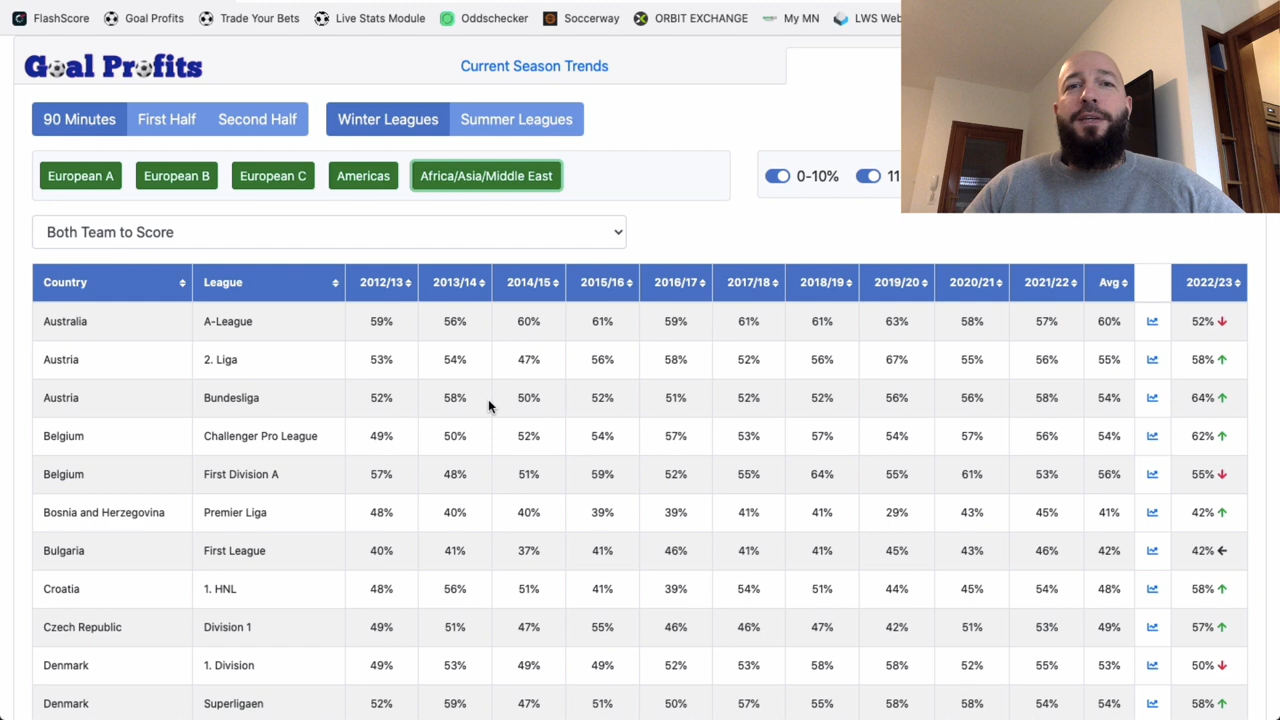 FlashScore Goal Profits Trade Your Bets Live Stats Module Oddschecker Soccerway ORBIT EXCHANGE My MN LWS Web
Goal Profits Current Season Trends
90 Minutes First Half Second Half Winter Leagues Summer Leagues
European A European B European C Americas Africa/Asia/Middle East 0-10% 11
Both Team to Score
Country League 2012/13 2013/14 2014/15 2015/16 2016/17 2017/18 2018/19 2019/20 2020/21 2021/22 Avg 2022/23
Australia A-League 59% 56% 60% 61% 59% 61% 61% 63% 58% 57% 60% 52%
Austria 2. Liga 53% 54% 47% 56% 58% 52% 56% 67% 55% 56% 55% 58%
Austria Bundesliga 52% 58% 50% 52% 51% 52% 52% 56% 56% 58% 54% 64%
Belgium Challenger Pro League 49% 50% 52% 54% 57% 53% 57% 54% 57% 56% 54% 62%
Belgium First Division A 57% 48% 51% 59% 52% 55% 64% 55% 61% 53% 56% 55%
Bosnia and Herzegovina Premier Liga 48% 40% 40% 39% 39% 41% 41% 29% 43% 45% 41% 42%
Bulgaria First League 40% 41% 37% 41% 46% 41% 41% 45% 43% 46% 42% 42%
Croatia 1. HNL 48% 56% 51% 41% 39% 54% 51% 44% 45% 54% 48% 58%
Czech Republic Division 1 49% 51% 47% 55% 46% 46% 47% 42% 51% 53% 49% 57%
Denmark 1. Division 49% 53% 49% 49% 52% 53% 58% 58% 52% 55% 53% 50%
Denmark Superligaen 52% 59% 47% 51% 50% 57% 55% 58% 58% 54% 54% 58%